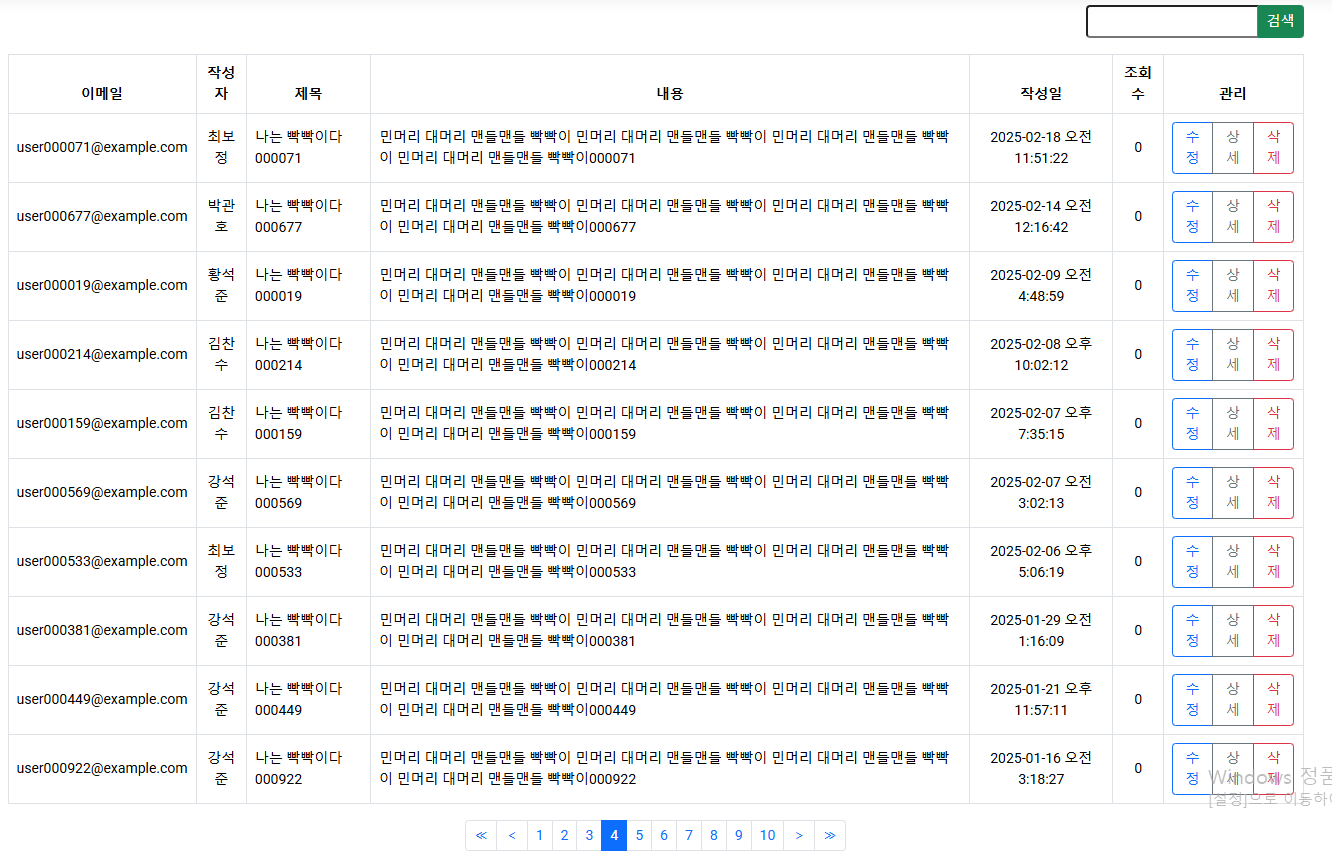 검색
이메일 작성자 제목 내용 작성일 조회수 관리
user000071@example.com 최보정 나는 빡빡이다 000071 민머리 대머리 맨들맨들 빡빡이 민머리 대머리 맨들맨들 빡빡이 민머리 대머리 맨들맨들 빡빡이 민머리 대머리 맨들맨들 빡빡이000071 2025-02-18 오전 11:51:22 0 수정 상세 삭제
user000677@example.com 박관호 나는 빡빡이다 000677 민머리 대머리 맨들맨들 빡빡이 민머리 대머리 맨들맨들 빡빡이 민머리 대머리 맨들맨들 빡빡이 민머리 대머리 맨들맨들 빡빡이000677 2025-02-14 오전 12:16:42 0 수정 상세 삭제
user000019@example.com 황석준 나는 빡빡이다 000019 민머리 대머리 맨들맨들 빡빡이 민머리 대머리 맨들맨들 빡빡이 민머리 대머리 맨들맨들 빡빡이 민머리 대머리 맨들맨들 빡빡이000019 2025-02-09 오전 4:48:59 0 수정 상세 삭제
user000214@example.com 김찬수 나는 빡빡이다 000214 민머리 대머리 맨들맨들 빡빡이 민머리 대머리 맨들맨들 빡빡이 민머리 대머리 맨들맨들 빡빡이 민머리 대머리 맨들맨들 빡빡이000214 2025-02-08 오후 10:02:12 0 수정 상세 삭제
user000159@example.com 김찬수 나는 빡빡이다 000159 민머리 대머리 맨들맨들 빡빡이 민머리 대머리 맨들맨들 빡빡이 민머리 대머리 맨들맨들 빡빡이 민머리 대머리 맨들맨들 빡빡이000159 2025-02-07 오후 7:35:15 0 수정 상세 삭제
user000569@example.com 강석준 나는 빡빡이다 000569 민머리 대머리 맨들맨들 빡빡이 민머리 대머리 맨들맨들 빡빡이 민머리 대머리 맨들맨들 빡빡이 민머리 대머리 맨들맨들 빡빡이000569 2025-02-07 오전 3:02:13 0 수정 상세 삭제
user000533@example.com 최보정 나는 빡빡이다 000533 민머리 대머리 맨들맨들 빡빡이 민머리 대머리 맨들맨들 빡빡이 민머리 대머리 맨들맨들 빡빡이 민머리 대머리 맨들맨들 빡빡이000533 2025-02-06 오후 5:06:19 0 수정 상세 삭제
user000381@example.com 강석준 나는 빡빡이다 000381 민머리 대머리 맨들맨들 빡빡이 민머리 대머리 맨들맨들 빡빡이 민머리 대머리 맨들맨들 빡빡이 민머리 대머리 맨들맨들 빡빡이000381 2025-01-29 오전 1:16:09 0 수정 상세 삭제
user000449@example.com 강석준 나는 빡빡이다 000449 민머리 대머리 맨들맨들 빡빡이 민머리 대머리 맨들맨들 빡빡이 민머리 대머리 맨들맨들 빡빡이 민머리 대머리 맨들맨들 빡빡이000449 2025-01-21 오후 11:57:11 0 수정 상세 삭제
user000922@example.com 강석준 나는 빡빡이다 000922 민머리 대머리 맨들맨들 빡빡이 민머리 대머리 맨들맨들 빡빡이 민머리 대머리 맨들맨들 빡빡이 민머리 대머리 맨들맨들 빡빡이000922 2025-01-16 오전 3:18:27 0 수정 상세 삭제
Windows 정품
[설정]으로 이동하
≪ < 1 2 3 4 5 6 7 8 9 10 > ≫